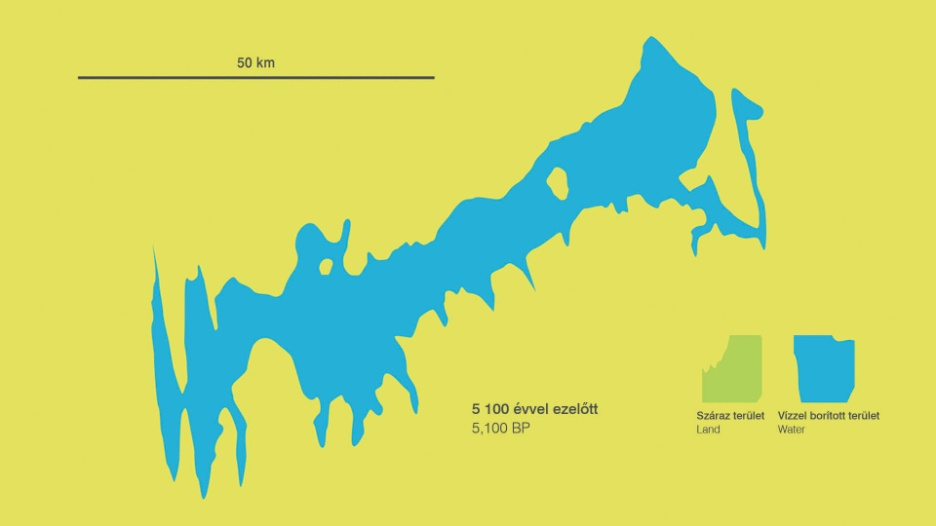 50 km
5 100 évvel ezelőtt
5,100 BP
Száraz terület
Land
Vízzel borított terület
Water